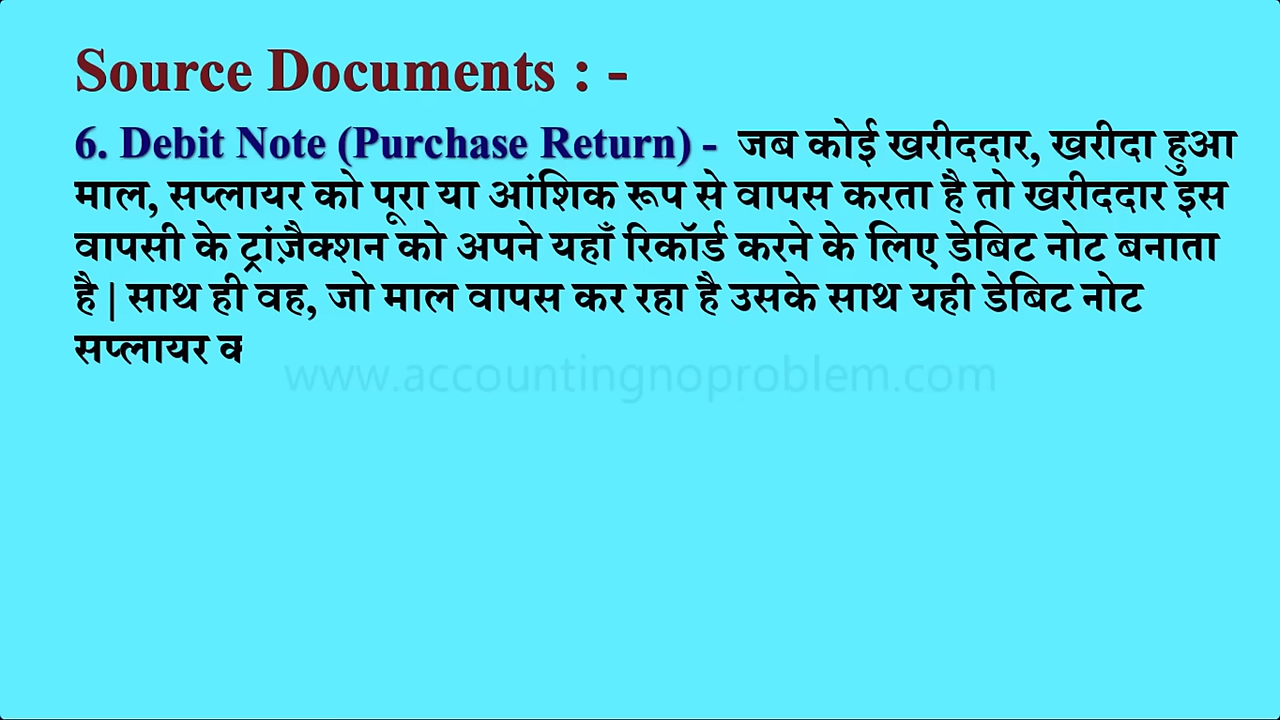 Source Documents : -
6. Debit Note (Purchase Return) - जब कोई खरीददार, खरीदा हुआ
माल, सप्लायर को पूरा या आंशिक रूप से वापस करता है तो खरीददार इस
वापसी के ट्रांज़ैक्शन को अपने यहाँ रिकॉर्ड करने के लिए डेबिट नोट बनाता
है | साथ ही वह, जो माल वापस कर रहा है उसके साथ यही डेबिट नोट
सप्लायर
www.accountingnoproblem.com